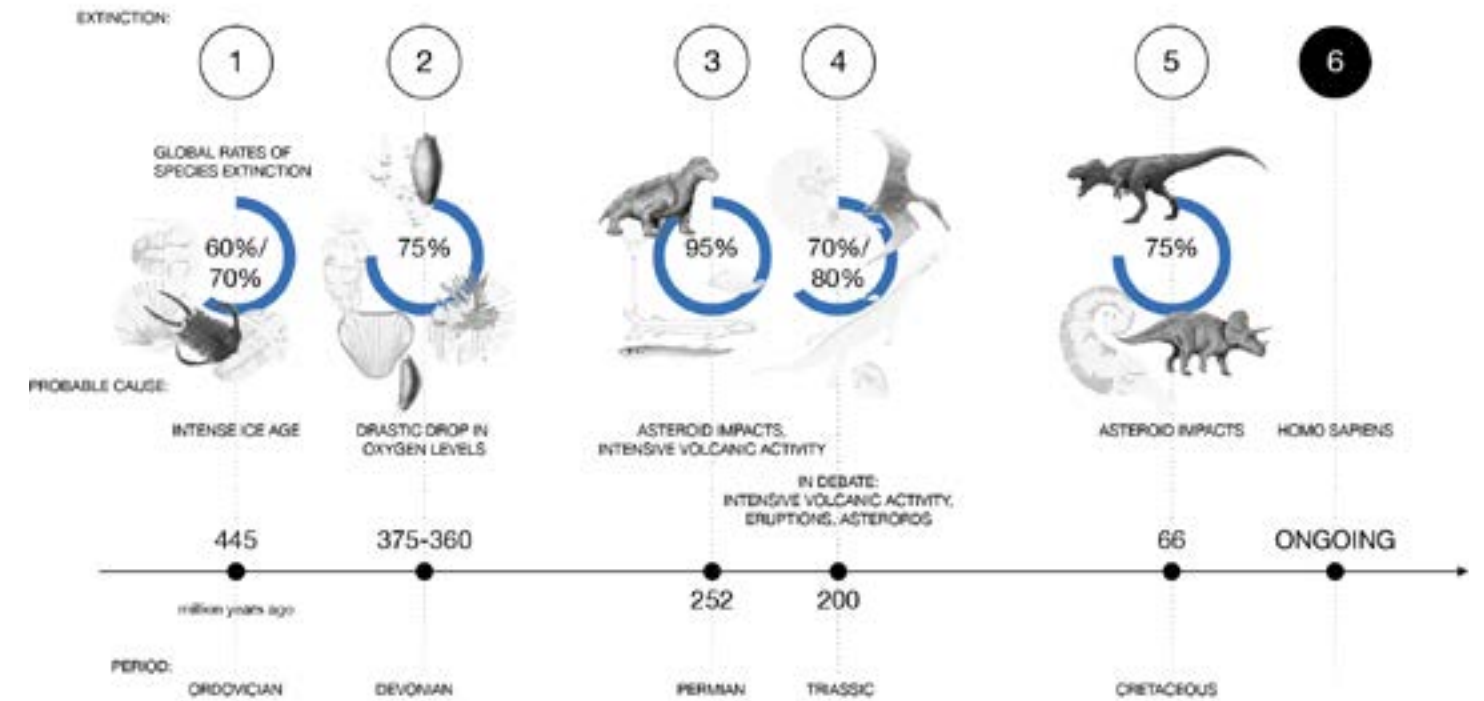 EXTINCTION:
1
2
3
4
5
6
GLOBAL RATES OF
SPECIES EXTINCTION
60%/
70%
75%
95%
70%/
80%
75%
PROBABLE CAUSE:
INTENSE ICE AGE
DRASTIC DROP IN
OXYGEN LEVELS
ASTEROID IMPACTS,
INTENSIVE VOLCANIC ACTIVITY
IN DEBATE:
INTENSIVE VOLCANIC ACTIVITY,
ERUPTIONS, ASTEROIDS
ASTEROID IMPACTS
HOMO SAPIENS
445
375-360
252
200
66
ONGOING
million years ago
PERIOD:
ORDOVICIAN
DEVONIAN
PERMIAN
TRIASSIC
CRETACEOUS